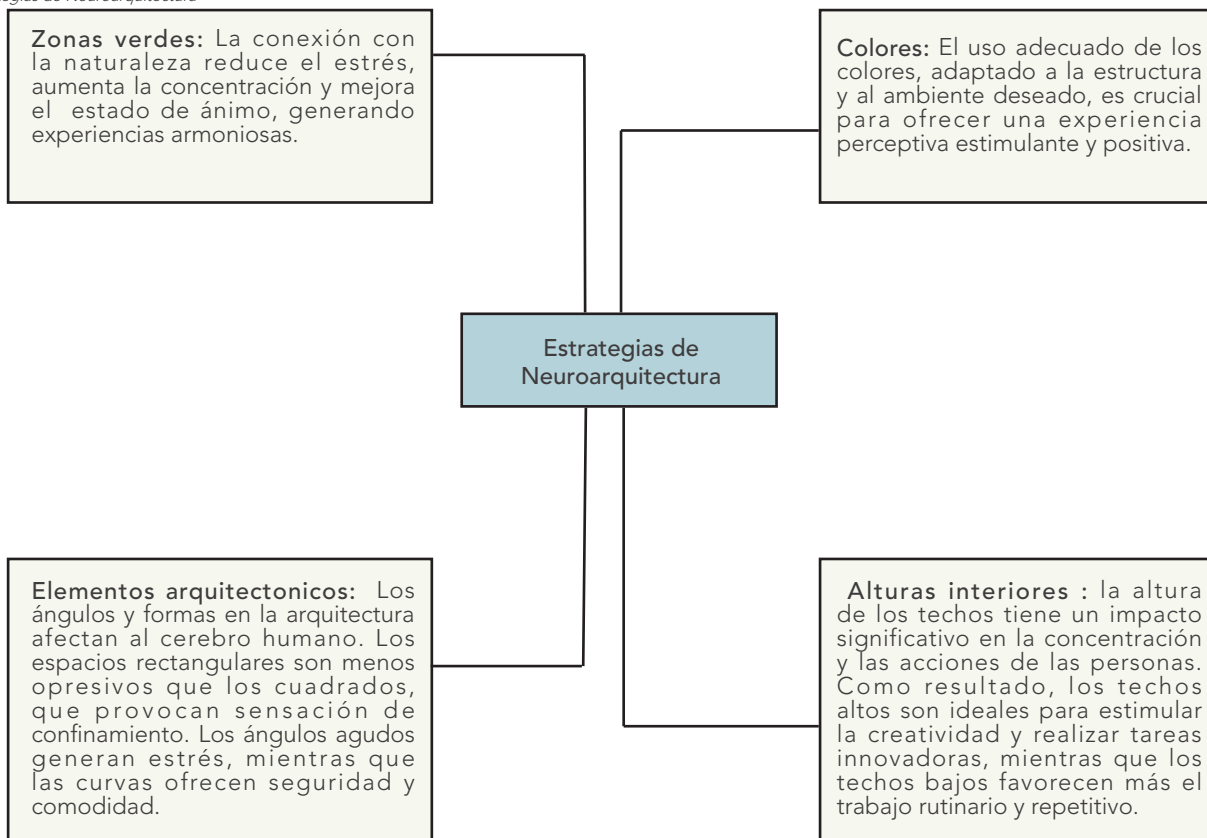 de Neuroarquitectura
Zonas verdes: La conexión con
la naturaleza reduce el estrés,
aumenta la concentración y mejora
el estado de ánimo, generando
experiencias armoniosas.
Colores: El uso adecuado de los
colores, adaptado a la estructura
y al ambiente deseado, es crucial
para ofrecer una experiencia
perceptiva estimulante y positiva.
Estrategias de
Neuroarquitectura
Elementos arquitectonicos: Los
ángulos y formas en la arquitectura
afectan al cerebro humano. Los
espacios rectangulares son menos
opresivos que los cuadrados,
que provocan sensación de
confinamiento. Los ángulos agudos
generan estrés, mientras que
las curvas ofrecen seguridad y
comodidad.
Alturas interiores : la altura
de los techos tiene un impacto
significativo en la concentración
y las acciones de las personas.
Como resultado, los techos
altos son ideales para estimular
la creatividad y realizar tareas
innovadoras, mientras que los
techos bajos favorecen más el
trabajo rutinario y repetitivo.